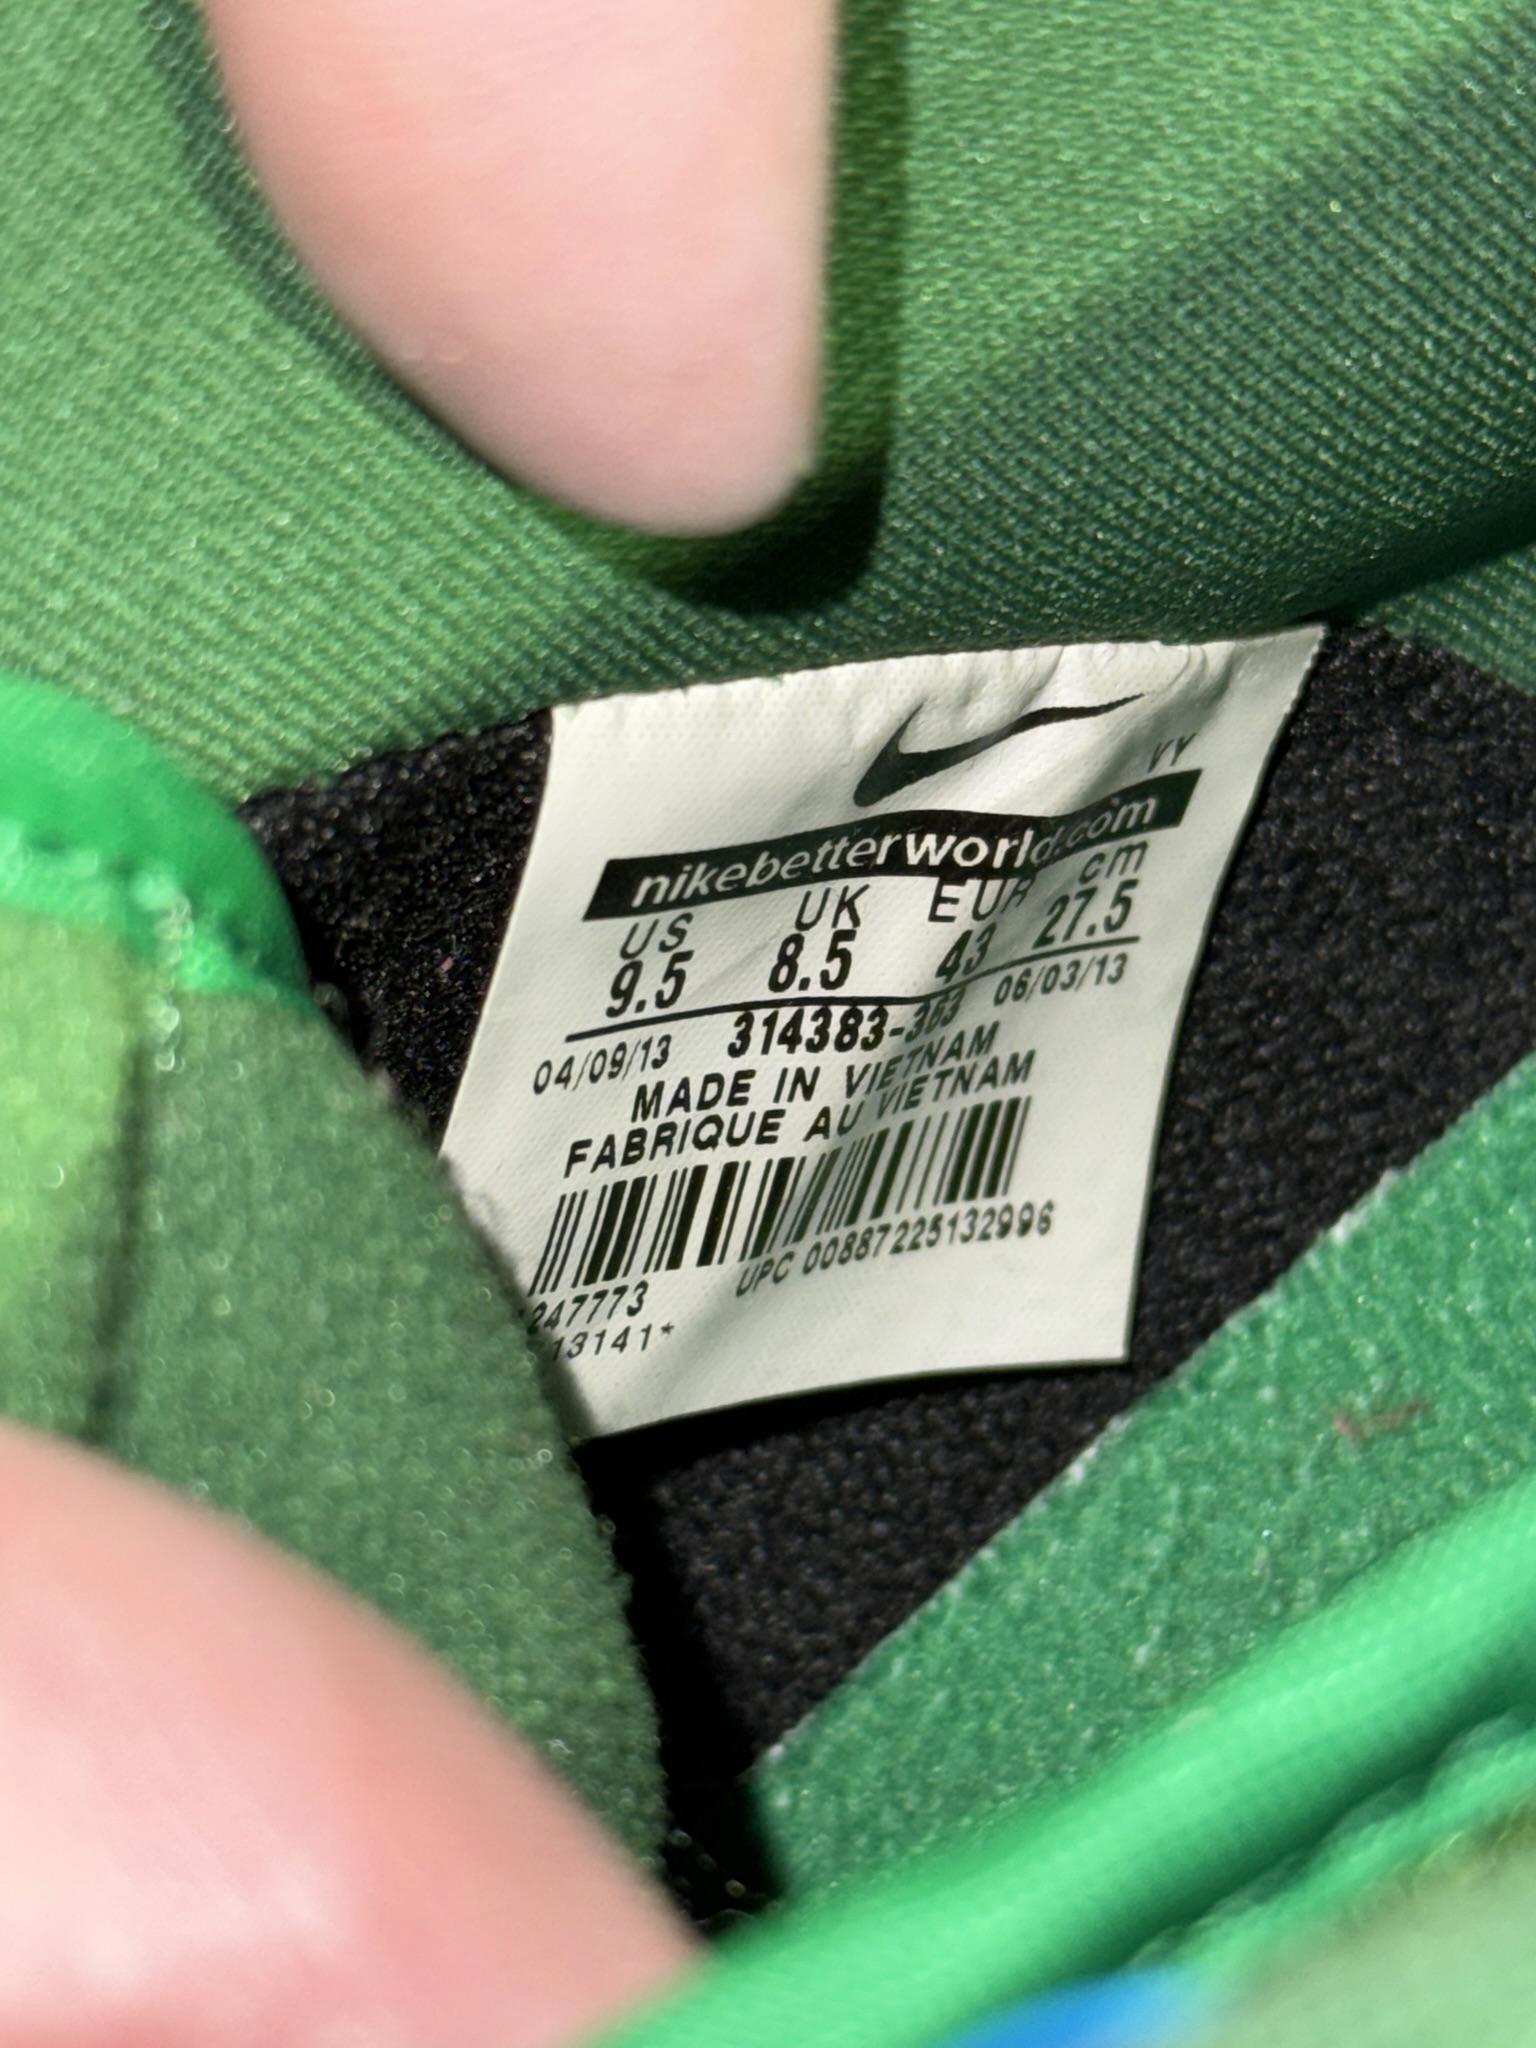 YY
nikebetterworld.com
US UK EUR cm
9.5 8.5 43 27.5
04/09/13 314383-363 06/03/13
MADE IN VIETNAM
FABRIQUE AU VIETNAM
UPC 00887225132996
247773
13141*